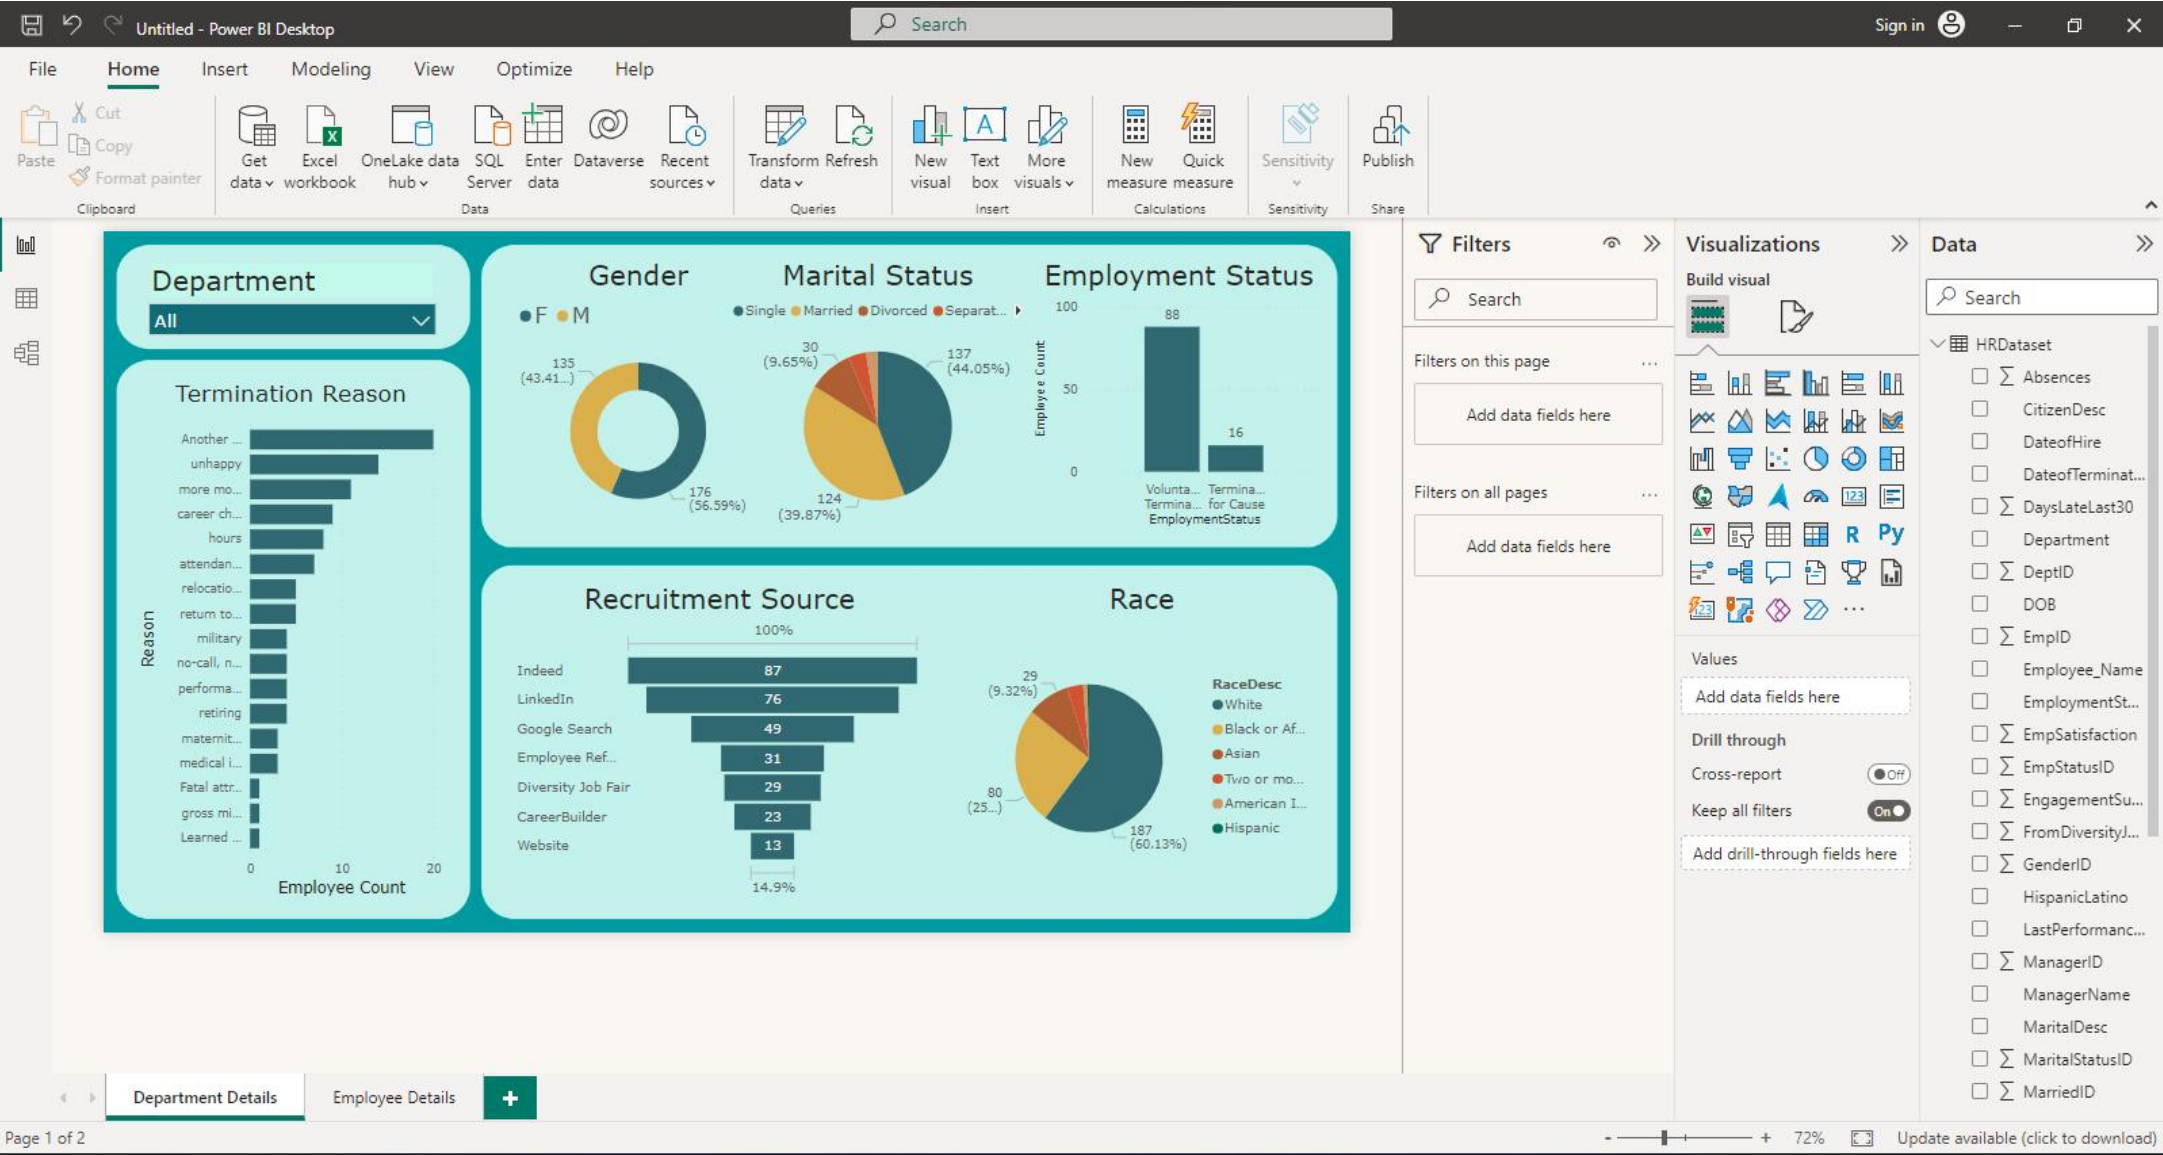 Untitled - Power BI Desktop
Search
Sign in
File
Home
Insert
Modeling
View
Optimize
Help
Paste
Cut
Copy
Format painter
Clipboard
Get data
Excel workbook
OneLake data hub
SQL Server
Enter data
Dataverse
Recent sources
Data
Transform data
Refresh
Queries
New visual
Text box
More visuals
Insert
New measure
Quick measure
Calculations
Sensitivity
Sensitivity
Publish
Share
Department
All
Termination Reason
Reason
Another ...
unhappy
more mo...
career ch...
hours
attendan...
relocatio...
return to...
military
no-call, n...
performa...
retiring
maternit...
medical i...
Fatal attr...
gross mi...
Learned ...
0 10 20
Employee Count
Gender
F M
135
(43.41...)
176
(56.59%)
Marital Status
Single Married Divorced Separat...
30
(9.65%)
137
(44.05%)
124
(39.87%)
Employment Status
Employee Count
100
50
0
88
16
Volunta... Termina...
Termina... for Cause
EmploymentStatus
Recruitment Source
100%
Indeed 87
LinkedIn 76
Google Search 49
Employee Ref... 31
Diversity Job Fair 29
CareerBuilder 23
Website 13
14.9%
Race
29
(9.32%)
80
(25...)
187
(60.13%)
RaceDesc
White
Black or Af...
Asian
Two or mo...
American I...
Hispanic
Filters
Search
Filters on this page ...
Add data fields here
Filters on all pages ...
Add data fields here
Visualizations
Build visual
123
R Py
123
...
Values
Add data fields here
Drill through
Cross-report Off
Keep all filters On
Add drill-through fields here
Data
Search
HRDataset
∑ Absences
CitizenDesc
DateofHire
DateofTerminat...
∑ DaysLateLast30
Department
∑ DeptID
DOB
∑ EmpID
Employee_Name
EmploymentSt...
∑ EmpSatisfaction
∑ EmpStatusID
∑ EngagementSu...
∑ FromDiversityJ...
∑ GenderID
HispanicLatino
LastPerformanc...
∑ ManagerID
ManagerName
MaritalDesc
∑ MaritalStatusID
∑ MarriedID
Department Details
Employee Details
+
Page 1 of 2
- + 72%
Update available (click to download)